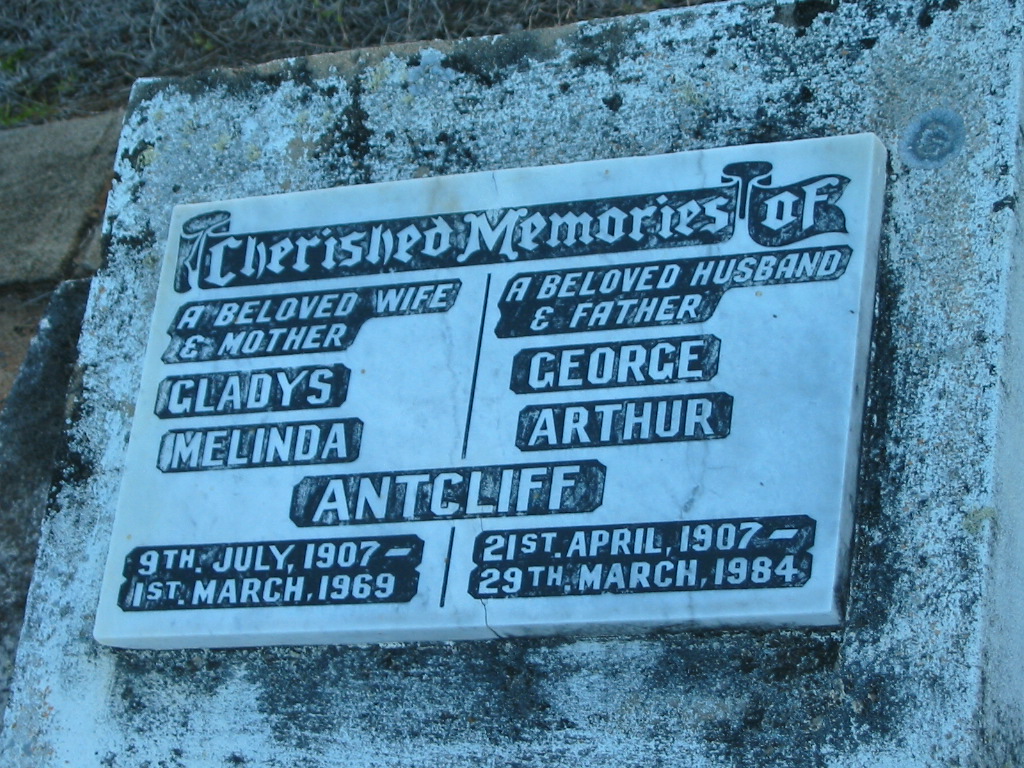 Cherished Memories of
A BELOVED WIFE
& MOTHER
GLADYS
MELINDA
A BELOVED HUSBAND
& FATHER
GEORGE
ARTHUR
ANTCLIFF
9TH. JULY, 1907 –
1ST. MARCH, 1969
21ST. APRIL, 1907 –
29TH. MARCH, 1984